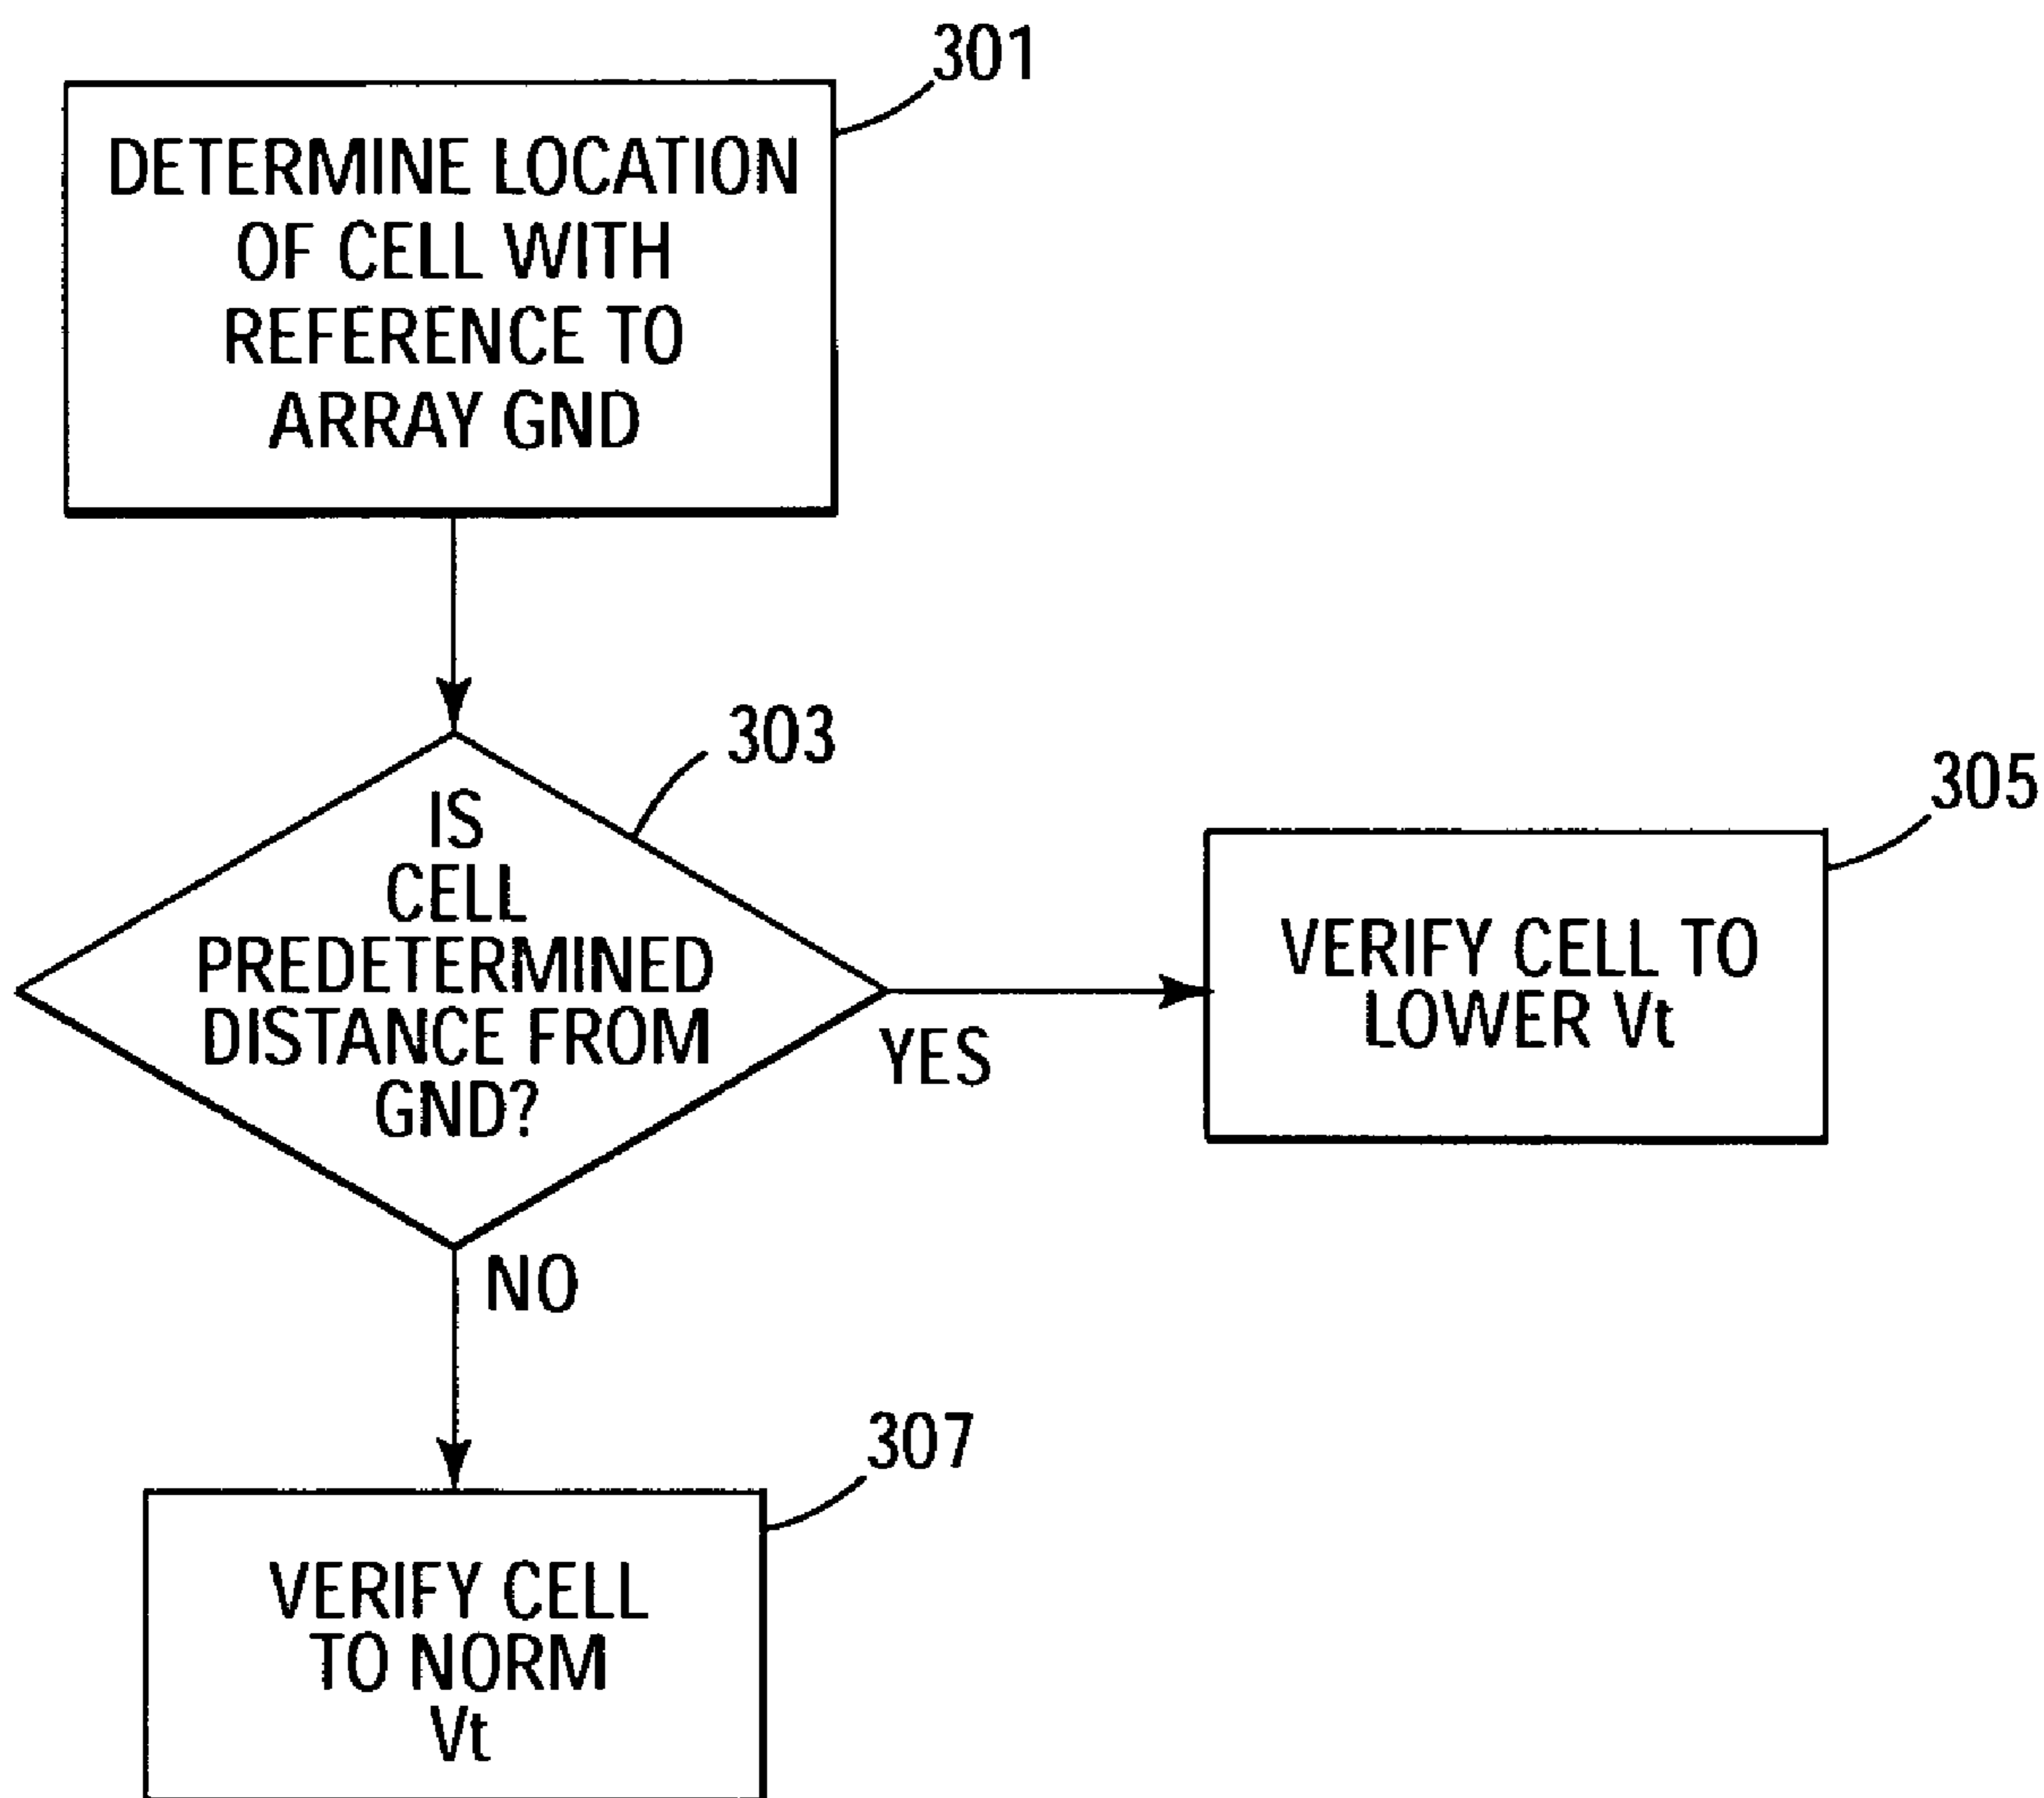 301
DETERMINE LOCATION
OF CELL WITH
REFERENCE TO
ARRAY GND
303
IS
CELL
PREDETERMINED
DISTANCE FROM
GND?
YES
305
VERIFY CELL TO
LOWER Vt
NO
307
VERIFY CELL
TO NORM
Vt